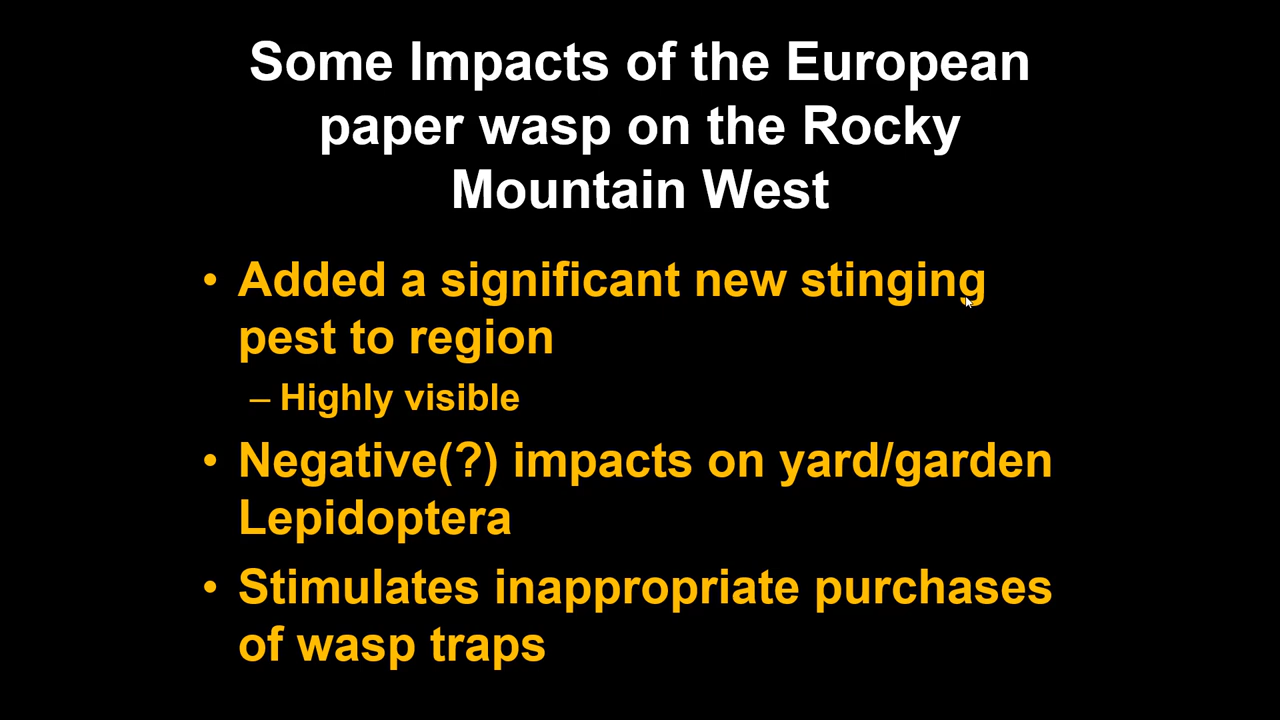 Some Impacts of the European
paper wasp on the Rocky
Mountain West
• Added a significant new stinging
pest to region
– Highly visible
• Negative(?) impacts on yard/garden
Lepidoptera
• Stimulates inappropriate purchases
of wasp traps